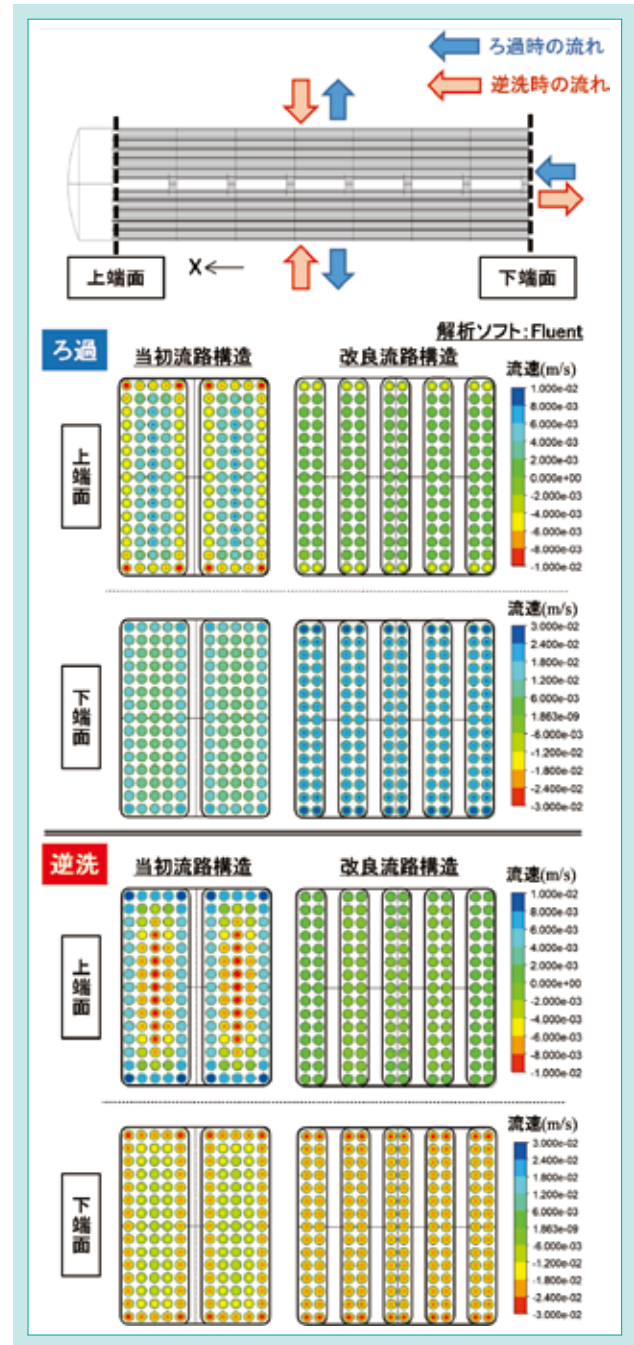 ろ過時の流れ
逆洗時の流れ
上端面
X←
下端面
解析ソフト:Fluent
ろ過
当初流路構造
改良流路構造
流速(m/s)
上端面
1.000e-02
8.000e-03
6.000e-03
4.000e-03
2.000e-03
0.000e+00
-2.000e-03
-4.000e-03
-6.000e-03
-8.000e-03
-1.000e-02
流速(m/s)
下端面
3.000e-02
2.400e-02
1.800e-02
1.200e-02
6.000e-03
1.863e-09
-6.000e-03
-1.200e-02
-1.800e-02
-2.400e-02
-3.000e-02
逆洗
当初流路構造
改良流路構造
流速(m/s)
上端面
1.000e-02
8.000e-03
6.000e-03
4.000e-03
2.000e-03
0.000e+00
-2.000e-03
-4.000e-03
-6.000e-03
-8.000e-03
-1.000e-02
流速(m/s)
下端面
3.000e-02
2.400e-02
1.800e-02
1.200e-02
6.000e-03
1.863e-09
-6.000e-03
-1.200e-02
-1.800e-02
-2.400e-02
-3.000e-02